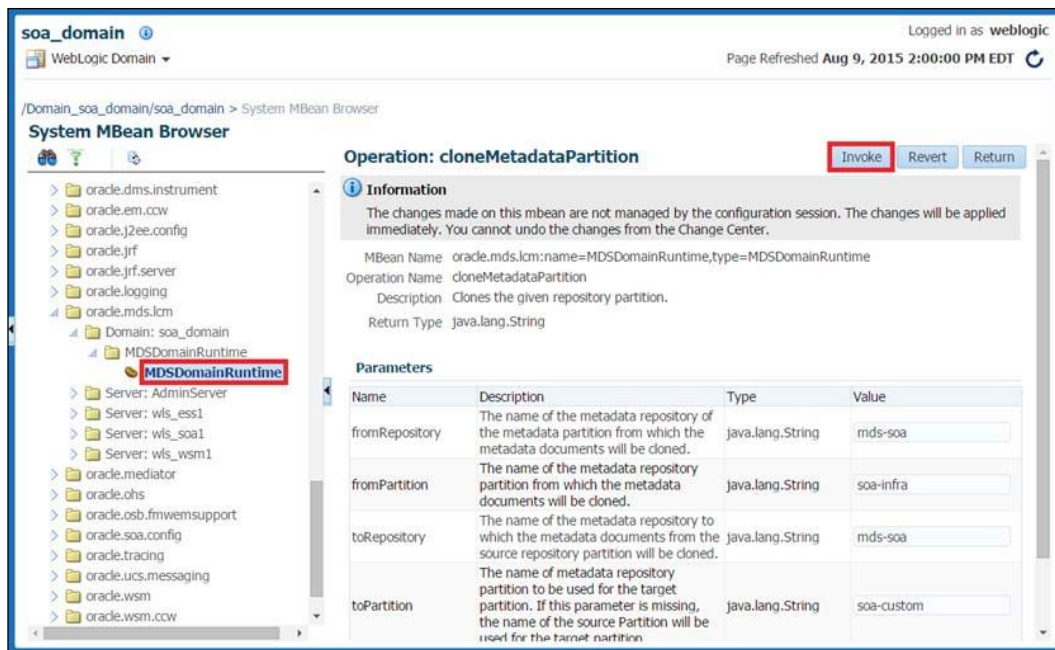 soa_domain
Logged in as weblogic
WebLogic Domain
Page Refreshed Aug 9, 2015 2:00:00 PM EDT
/Domain_soa_domain/soa_domain > System MBean Browser
System MBean Browser
Operation: cloneMetadataPartition
Invoke
Revert
Return
oracle.dms.instrument
oracle.em.ccw
oracle.j2ee.config
oracle.jrf
oracle.jrf.server
oracle.logging
oracle.mds.lcm
Domain: soa_domain
MDSDomainRuntime
MDSDomainRuntime
Server: AdminServer
Server: wls_ess1
Server: wls_soa1
Server: wls_wsm1
oracle.mediator
oracle.ohs
oracle.osb.fmwemsupport
oracle.soa.config
oracle.tracing
oracle.ucs.messaging
oracle.wsm
oracle.wsm.ccw
Information
The changes made on this mbean are not managed by the configuration session. The changes will be applied
immediately. You cannot undo the changes from the Change Center.
MBean Name oracle.mds.lcm:name=MDSDomainRuntime,type=MDSDomainRuntime
Operation Name cloneMetadataPartition
Description Clones the given repository partition.
Return Type java.lang.String
Parameters
Name Description Type Value
fromRepository
The name of the metadata repository of
the metadata partition from which the
metadata documents will be cloned.
java.lang.String
mds-soa
fromPartition
The name of the metadata repository
partition from which the metadata
documents will be cloned.
java.lang.String
soa-infra
toRepository
The name of the metadata repository to
which the metadata documents from the
source repository partition will be cloned.
java.lang.String
mds-soa
toPartition
The name of metadata repository
partition to be used for the target
partition. If this parameter is missing,
the name of the source Partition will be
used for the target partition
java.lang.String
soa-custom